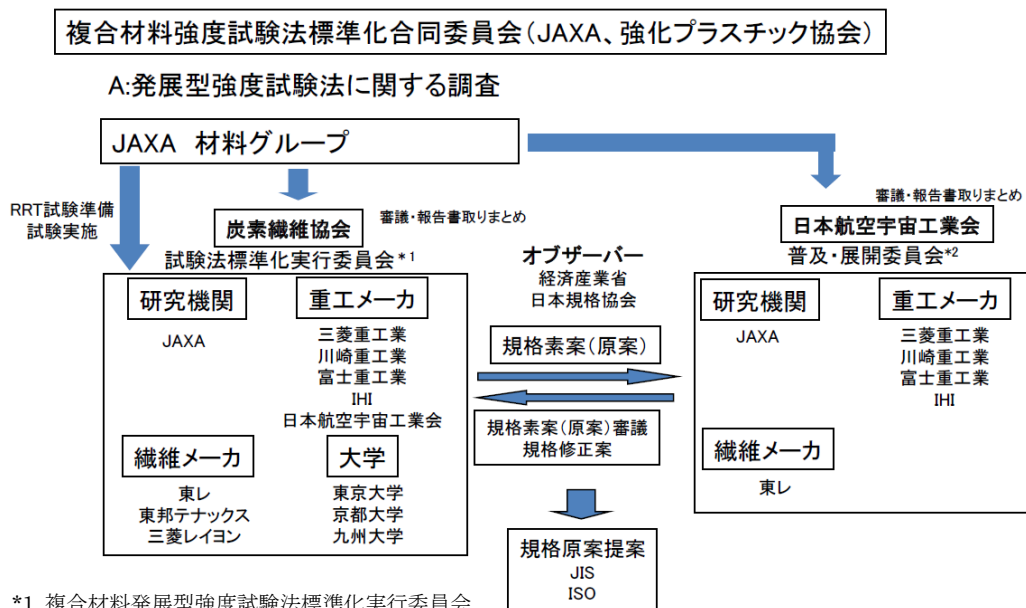 複合材料強度試験法標準化合同委員会(JAXA、強化プラスチック協会)
A:発展型強度試験法に関する調査
JAXA 材料グループ
RRT試験準備
試験実施
炭素繊維協会
審議・報告書取りまとめ
試験法標準化実行委員会*1
研究機関
JAXA
重工メーカ
三菱重工業
川崎重工業
富士重工業
IHI
日本航空宇宙工業会
繊維メーカ
東レ
東邦テナックス
三菱レイヨン
大学
東京大学
京都大学
九州大学
オブザーバー
経済産業省
日本規格協会
規格素案(原案)
規格素案(原案)審議
規格修正案
規格原案提案
JIS
ISO
審議・報告書取りまとめ
日本航空宇宙工業会
普及・展開委員会*2
研究機関
JAXA
重工メーカ
三菱重工業
川崎重工業
富士重工業
IHI
繊維メーカ
東レ
*1 複合材料発展型強度試験法標準化実行委員会